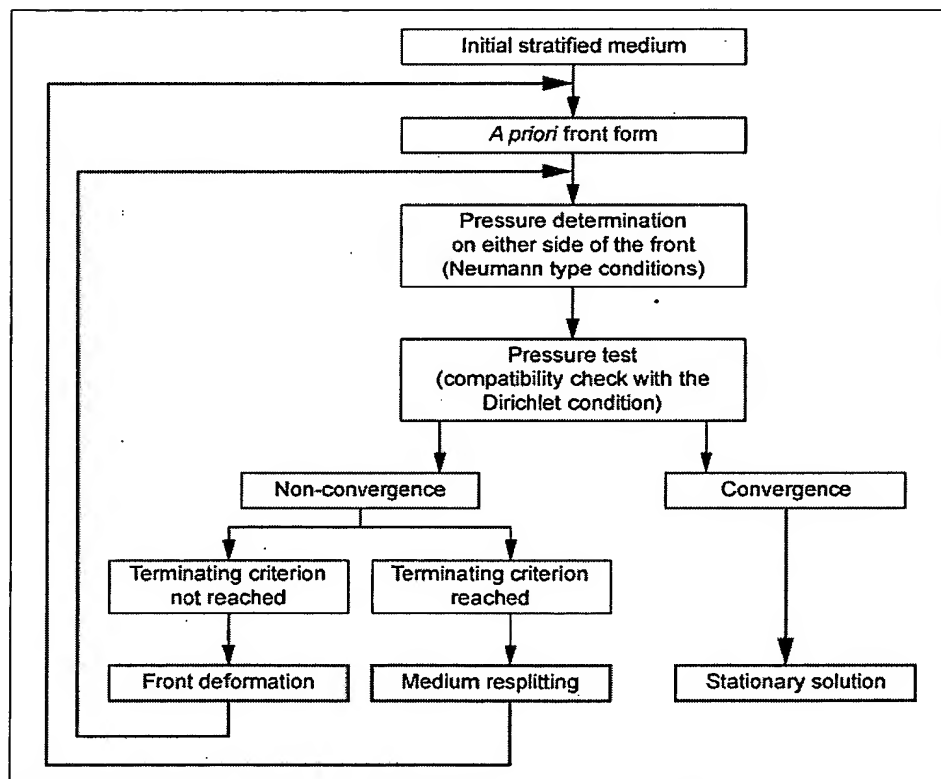 Initial stratified medium
A priori front form
Pressure determination
on either side of the front
(Neumann type conditions)
Pressure test
(compatibility check with the
Dirichlet condition)
Non-convergence
Convergence
Terminating criterion
not reached
Terminating criterion
reached
Front deformation
Medium resplitting
Stationary solution